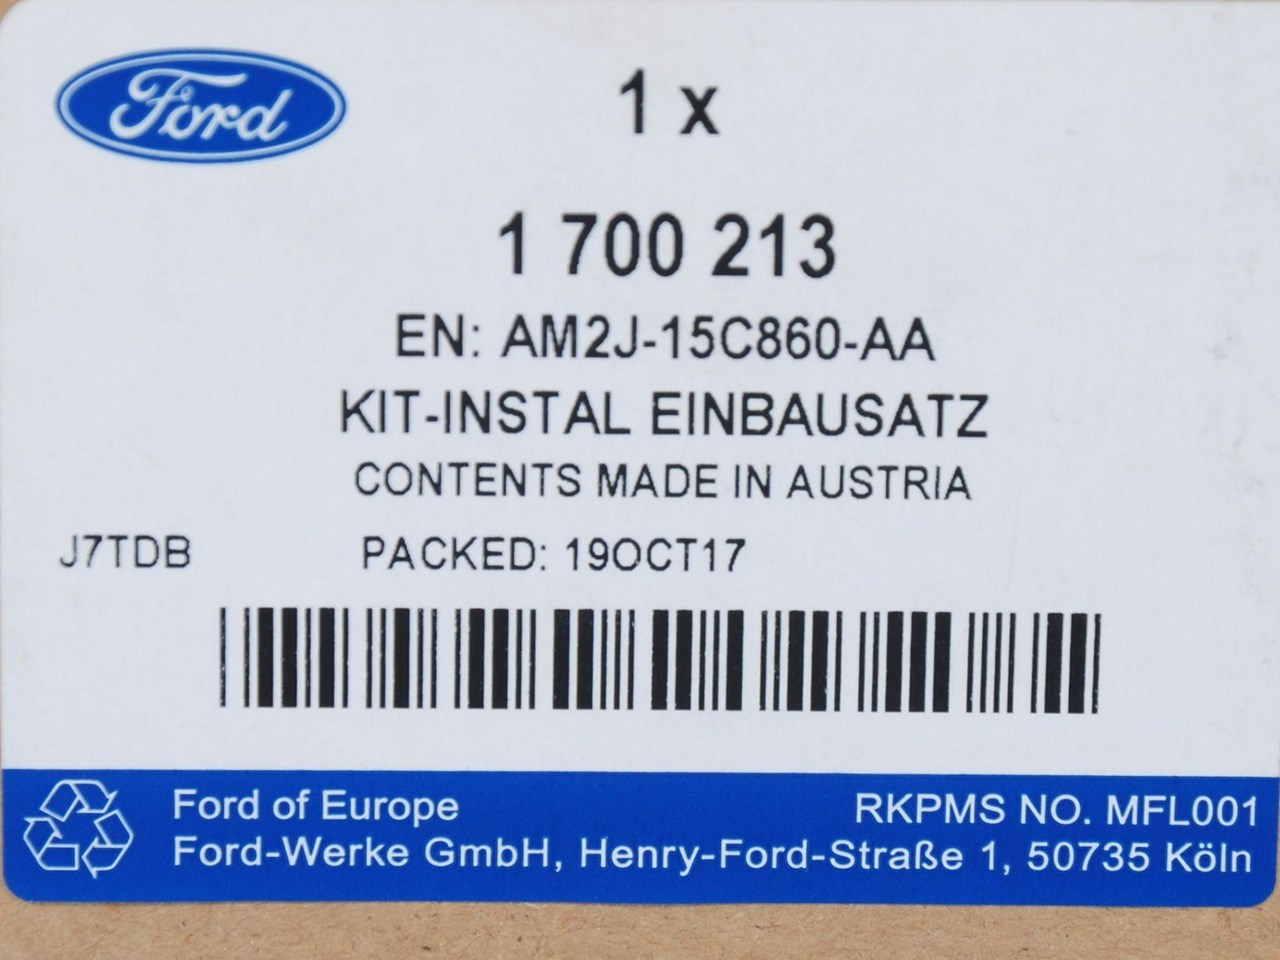 Ford
1 x
1 700 213
EN: AM2J-15C860-AA
KIT-INSTAL EINBAUSATZ
CONTENTS MADE IN AUSTRIA
J7TDB PACKED: 19OCT17
Ford of Europe RKPMS NO. MFL001
Ford-Werke GmbH, Henry-Ford-Straße 1, 50735 Köln